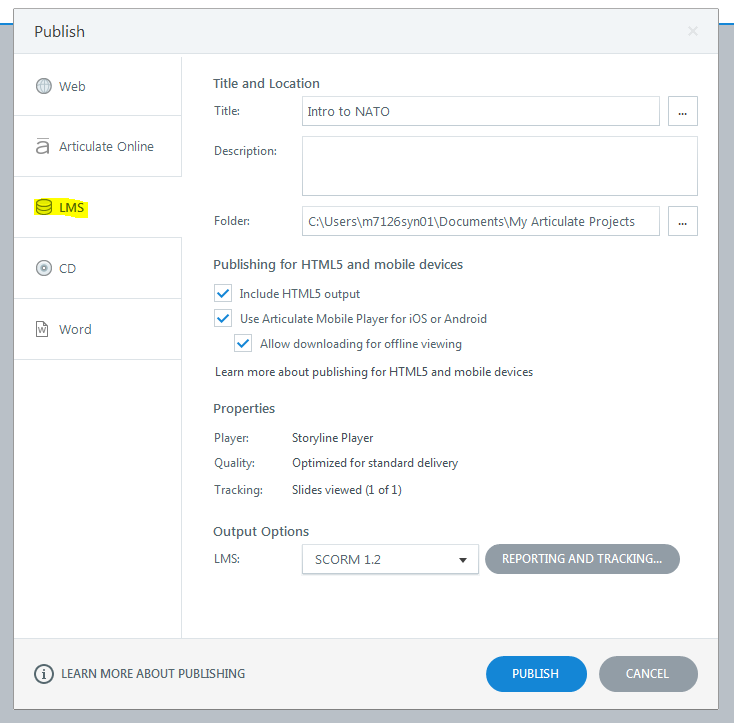 Publish
Web
Articulate Online
LMS
CD
Word
Title and Location
Title: Intro to NATO ...
Description:
Folder: C:\Users\m7126syn01\Documents\My Articulate Projects ...
Publishing for HTML5 and mobile devices
Include HTML5 output
Use Articulate Mobile Player for iOS or Android
Allow downloading for offline viewing
Learn more about publishing for HTML5 and mobile devices
Properties
Player: Storyline Player
Quality: Optimized for standard delivery
Tracking: Slides viewed (1 of 1)
Output Options
LMS: SCORM 1.2 REPORTING AND TRACKING...
LEARN MORE ABOUT PUBLISHING PUBLISH CANCEL